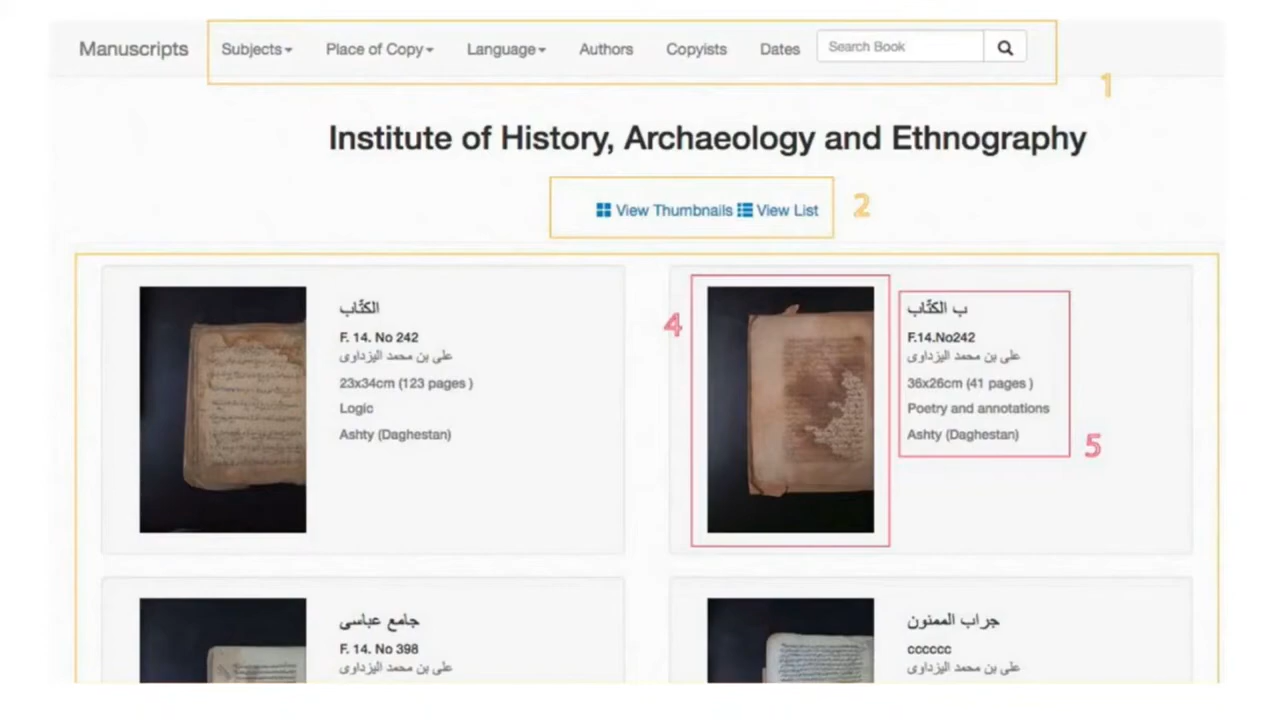 Manuscripts Subjects Place of Copy Language Authors Copyists Dates Search Book
1
Institute of History, Archaeology and Ethnography
View Thumbnails View List
2
الكتّاب
F. 14. No 242
على بن محمد اليزداوى
23x34cm (123 pages )
Logic
Ashty (Daghestan)
4
ب الكتّاب
F.14.No242
على بن محمد اليزداوى
36x26cm (41 pages )
Poetry and annotations
Ashty (Daghestan)
5
جامع عباسى
F. 14. No 398
على بن محمد اليزداوى
جراب الممنون
cccccc
على بن محمد اليزداوى